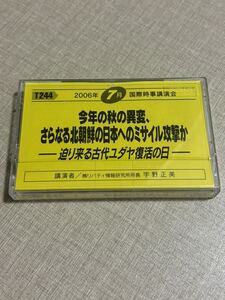 T244
2006年 7月 国際時事講演会
今年の秋の異変、
さらなる北朝鮮の日本へのミサイル攻撃か
―迫り来る古代ユダヤ復活の日―
講演者/㈱リバティ情報研究所所長 宇野正美